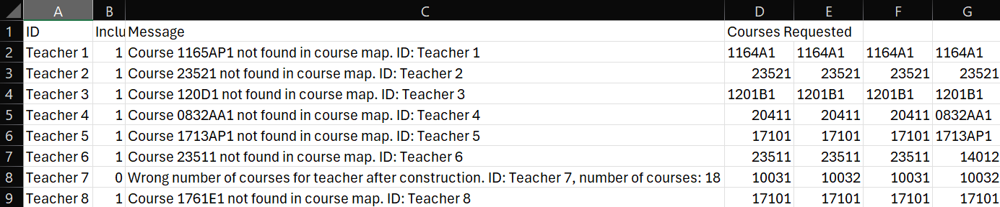 A B C D E F G
1 ID Inclu Message Courses Requested
2 Teacher 1 1 Course 1165AP1 not found in course map. ID: Teacher 1 1164A1 1164A1 1164A1 1164A1
3 Teacher 2 1 Course 23521 not found in course map. ID: Teacher 2 23521 23521 23521 23521
4 Teacher 3 1 Course 120D1 not found in course map. ID: Teacher 3 1201B1 1201B1 1201B1 1201B1
5 Teacher 4 1 Course 0832AA1 not found in course map. ID: Teacher 4 20411 20411 20411 0832AA1
6 Teacher 5 1 Course 1713AP1 not found in course map. ID: Teacher 5 17101 17101 17101 1713AP1
7 Teacher 6 1 Course 23511 not found in course map. ID: Teacher 6 23511 23511 23511 14012
8 Teacher 7 0 Wrong number of courses for teacher after construction. ID: Teacher 7, number of courses: 18 10031 10032 10031 10032
9 Teacher 8 1 Course 1761E1 not found in course map. ID: Teacher 8 17101 17101 17101 17101